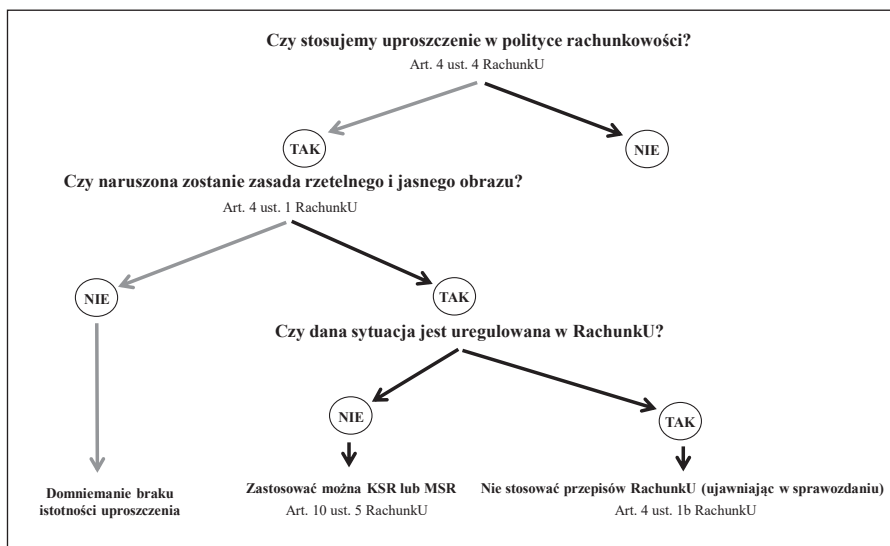 Czy stosujemy uproszczenie w polityce rachunkowości?
Art. 4 ust. 4 RachunkU
TAK
NIE
Czy naruszona zostanie zasada rzetelnego i jasnego obrazu?
Art. 4 ust. 1 RachunkU
NIE
TAK
Czy dana sytuacja jest uregulowana w RachunkU?
NIE
TAK
Domniemanie braku
istotności uproszczenia
Zastosować można KSR lub MSR
Art. 10 ust. 5 RachunkU
Nie stosować przepisów RachunkU (ujawniając w sprawozdaniu)
Art. 4 ust. 1b RachunkU